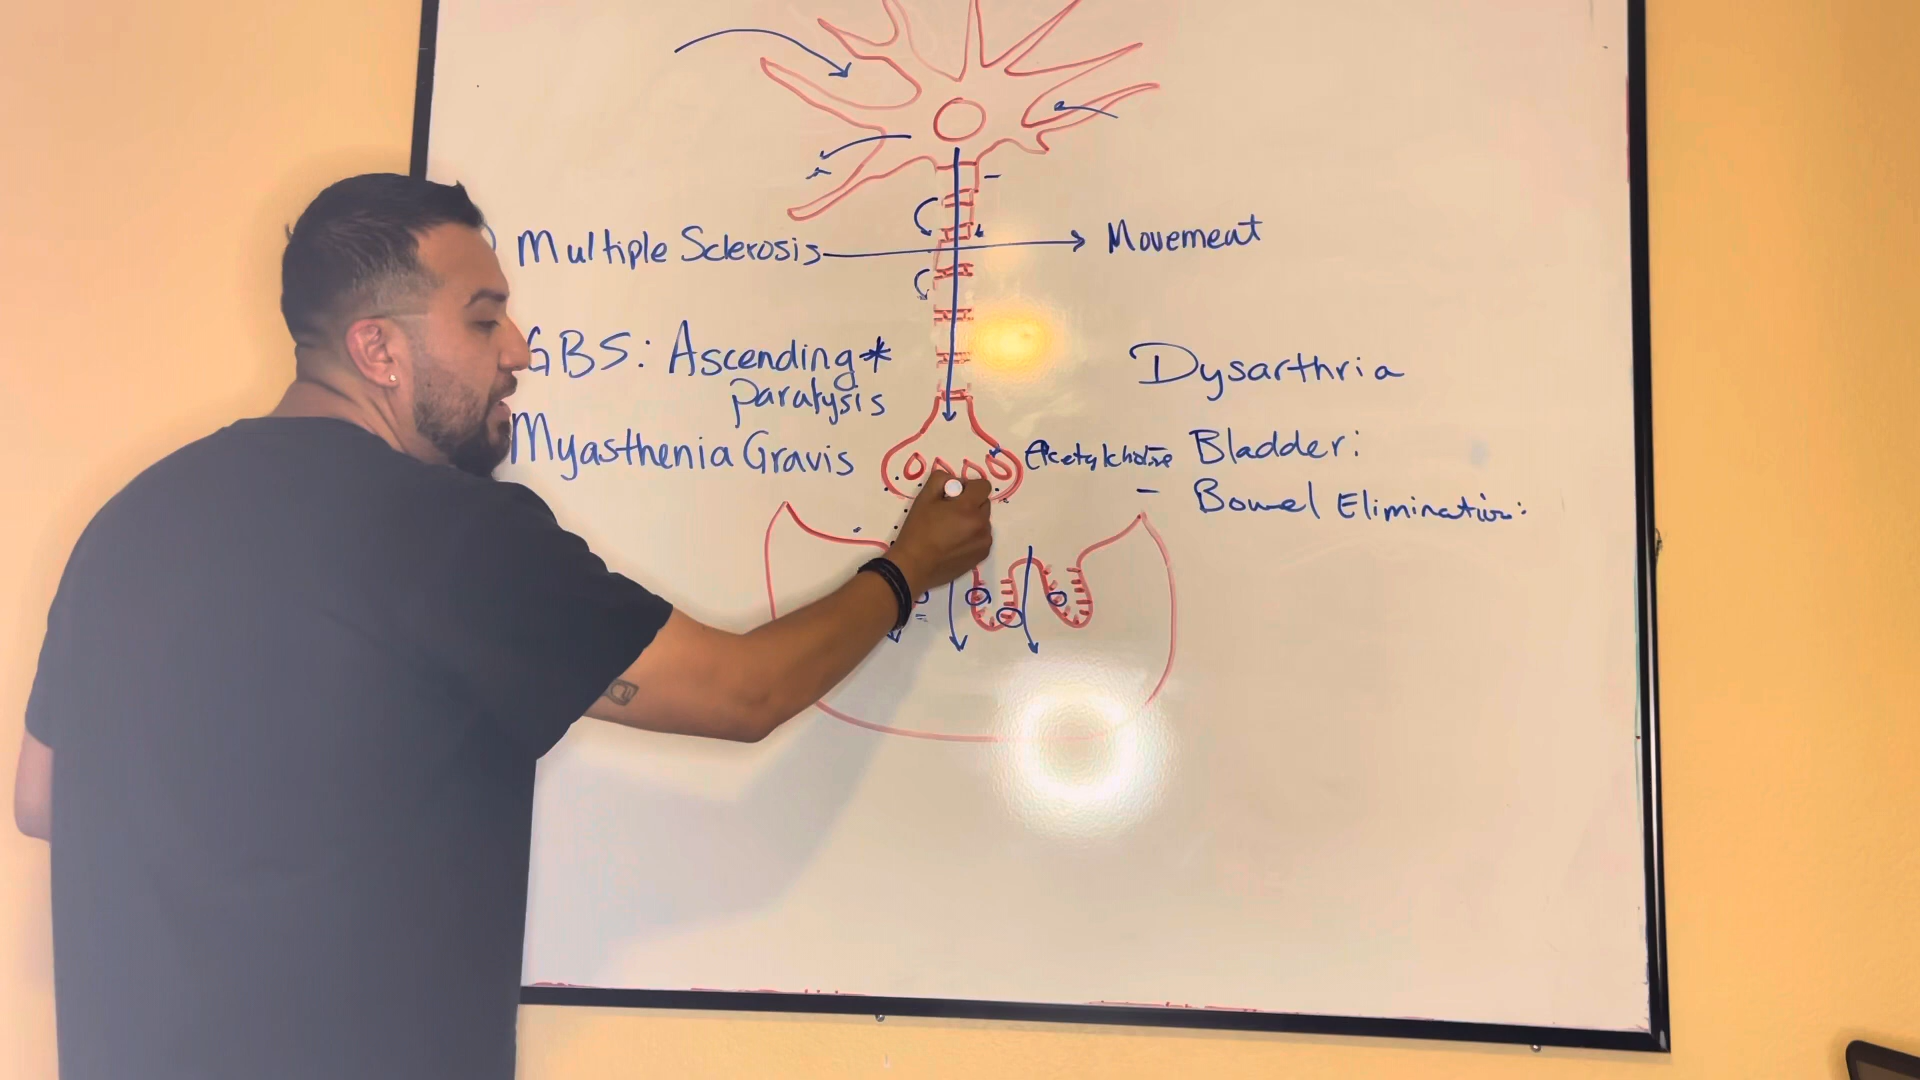 Multiple Sclerosis
Movement
GBS: Ascending*
paralysis
Dysarthria
Myasthenia Gravis
Acetylcholine
Bladder:
- Bowel Elimination: